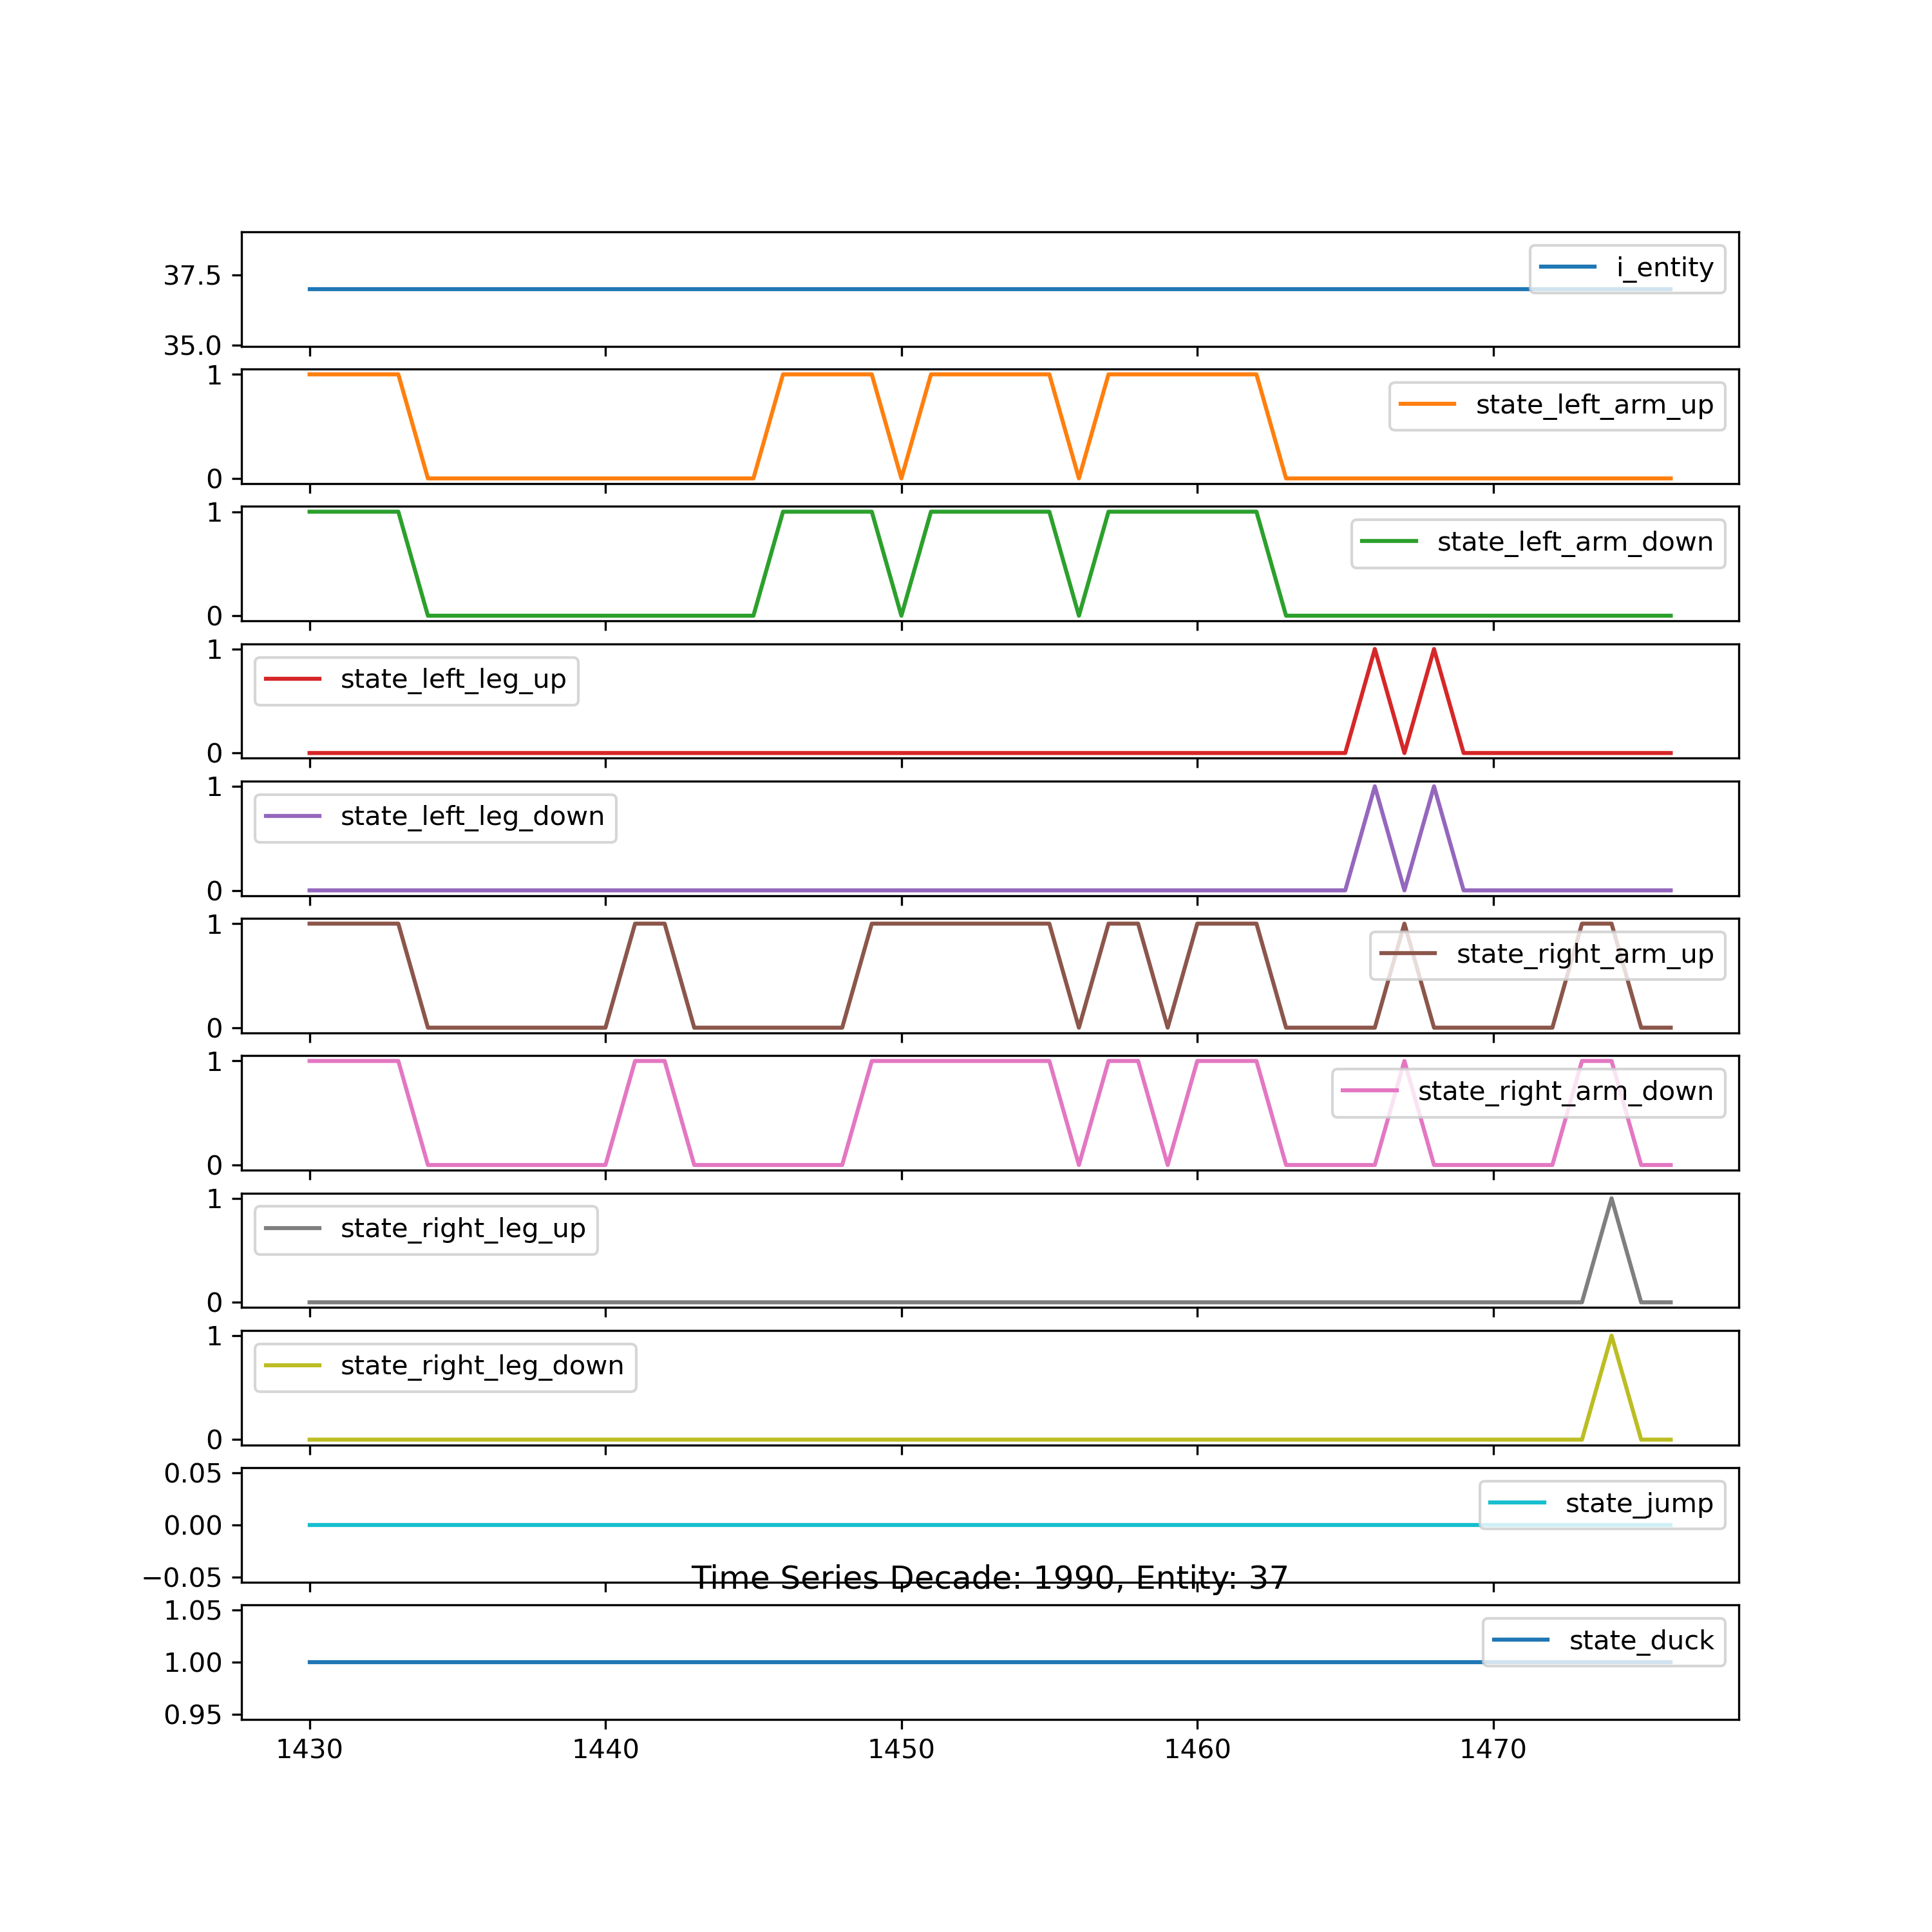 37.5
35.0
i_entity
1
0
state_left_arm_up
1
0
state_left_arm_down
1
0
state_left_leg_up
1
0
state_left_leg_down
1
0
state_right_arm_up
1
0
state_right_arm_down
1
0
state_right_leg_up
1
0
state_right_leg_down
0.05
0.00
−0.05
state_jump
Time Series Decade: 1990, Entity: 37
1.05
1.00
0.95
state_duck
1430 1440 1450 1460 1470